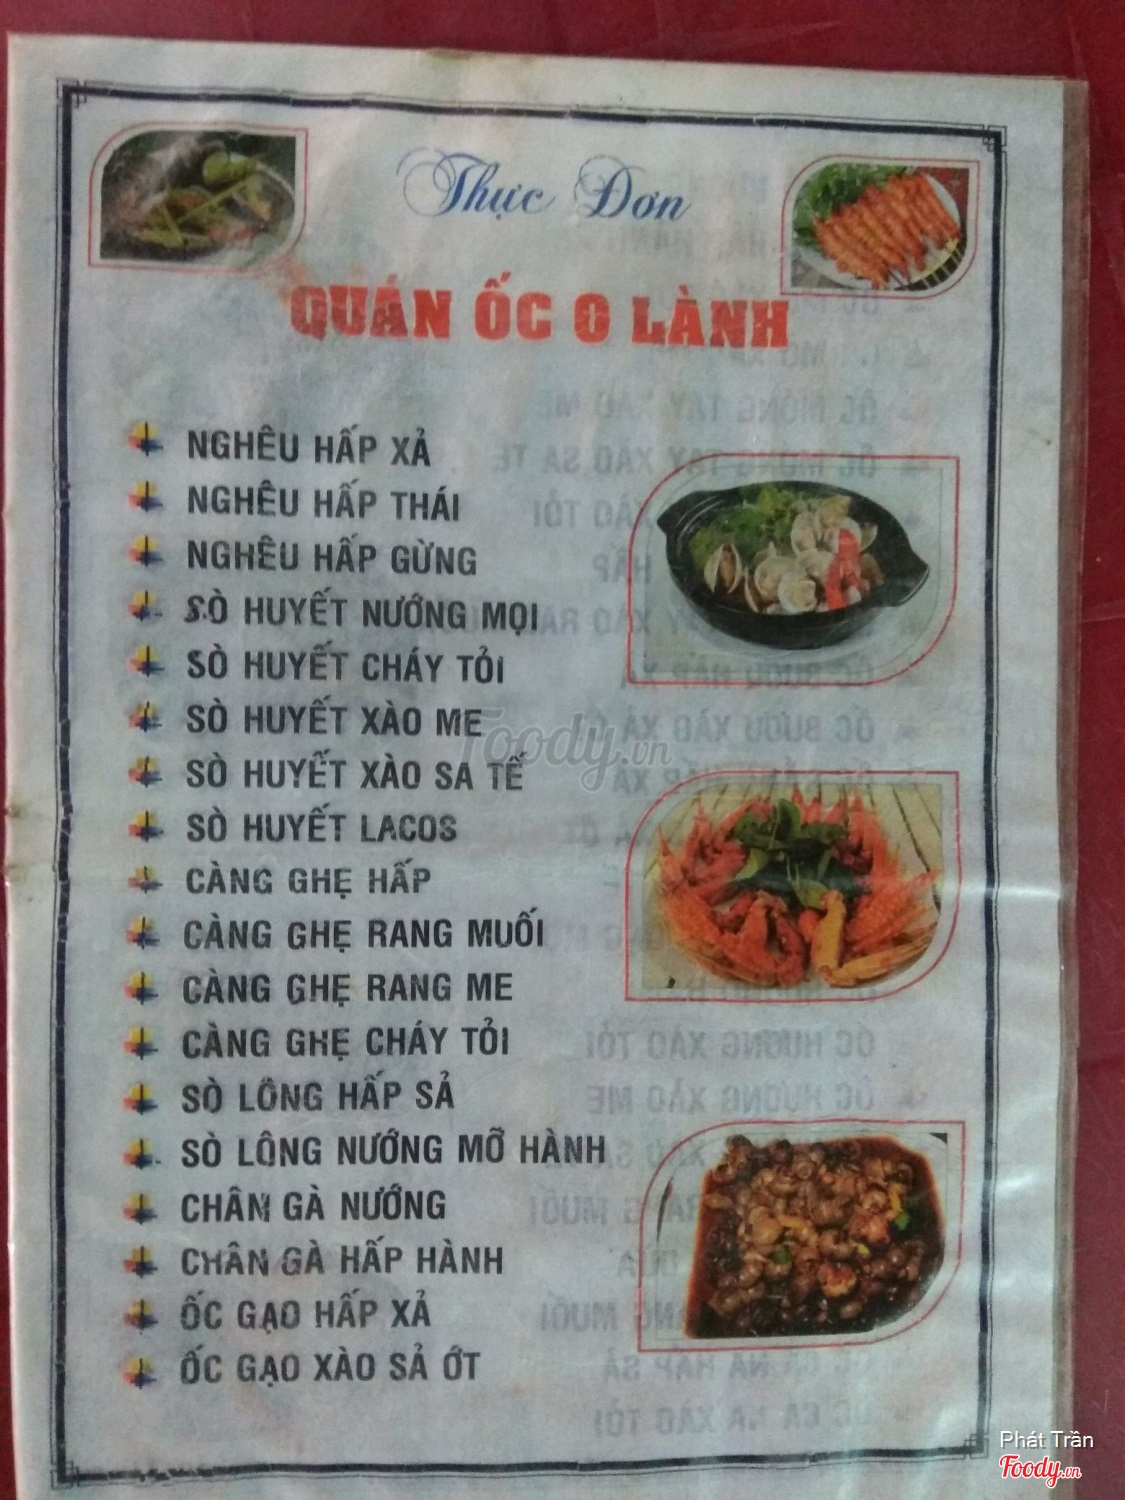 Thực Đơn
QUÁN ỐC O LÀNH
NGHÊU HẤP XẢ
NGHÊU HẤP THÁI
NGHÊU HẤP GỪNG
SÒ HUYẾT NƯỚNG MỌI
SÒ HUYẾT CHÁY TỎI
SÒ HUYẾT XÀO ME
SÒ HUYẾT XÀO SA TẾ
SÒ HUYẾT LACOS
CÀNG GHẸ HẤP
CÀNG GHẸ RANG MUỐI
CÀNG GHẸ RANG ME
CÀNG GHẸ CHÁY TỎI
SÒ LÔNG HẤP SẢ
SÒ LÔNG NƯỚNG MỠ HÀNH
CHÂN GÀ NƯỚNG
CHÂN GÀ HẤP HÀNH
ỐC GẠO HẤP XẢ
ỐC GẠO XÀO SẢ ỚT
Foody.vn
Phát Trần
Foody.vn